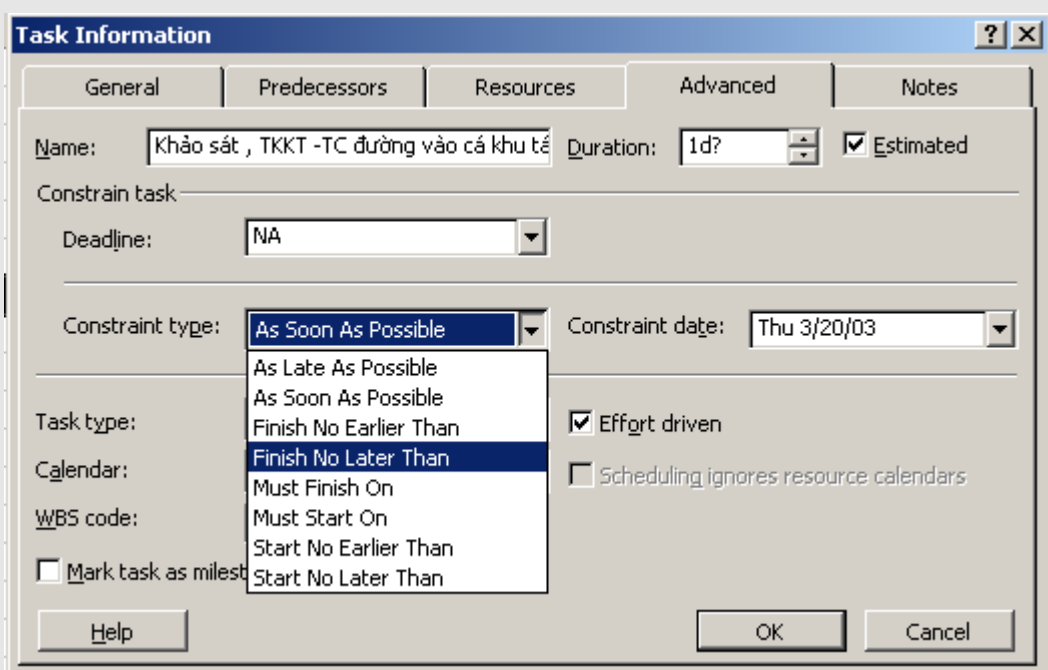 Task Information
General Predecessors Resources Advanced Notes
Name: Khảo sát , TKKT -TC đường vào cá khu tá Duration: 1d? Estimated
Constrain task
Deadline: NA
Constraint type: As Soon As Possible Constraint date: Thu 3/20/03
As Late As Possible
As Soon As Possible
Finish No Earlier Than
Finish No Later Than
Must Finish On
Must Start On
Start No Earlier Than
Start No Later Than
Task type: Effort driven
Calendar: Scheduling ignores resource calendars
WBS code:
Mark task as milest
Help OK Cancel